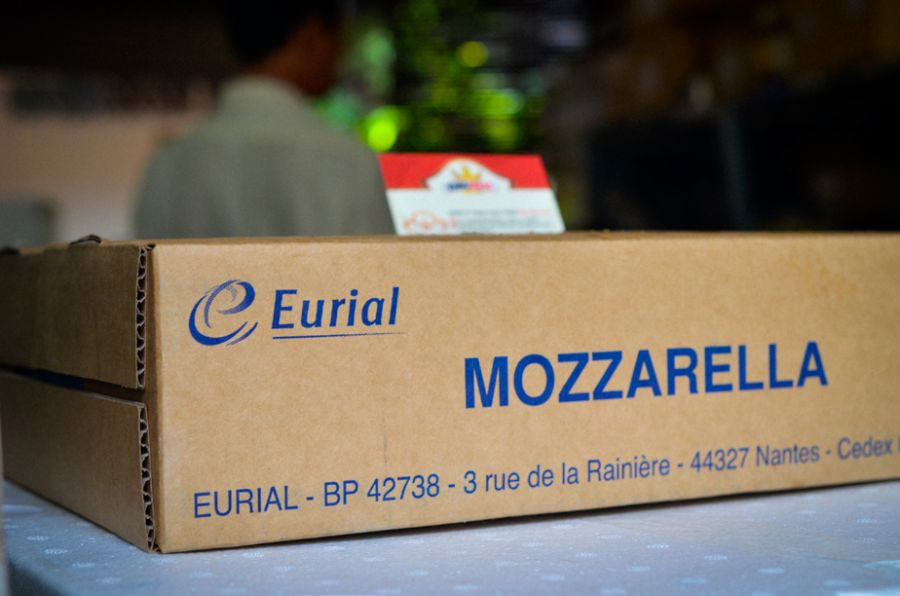 Eurial
MOZZARELLA
EURIAL - BP 42738 - 3 rue de la Rainière - 44327 Nantes - Cedex